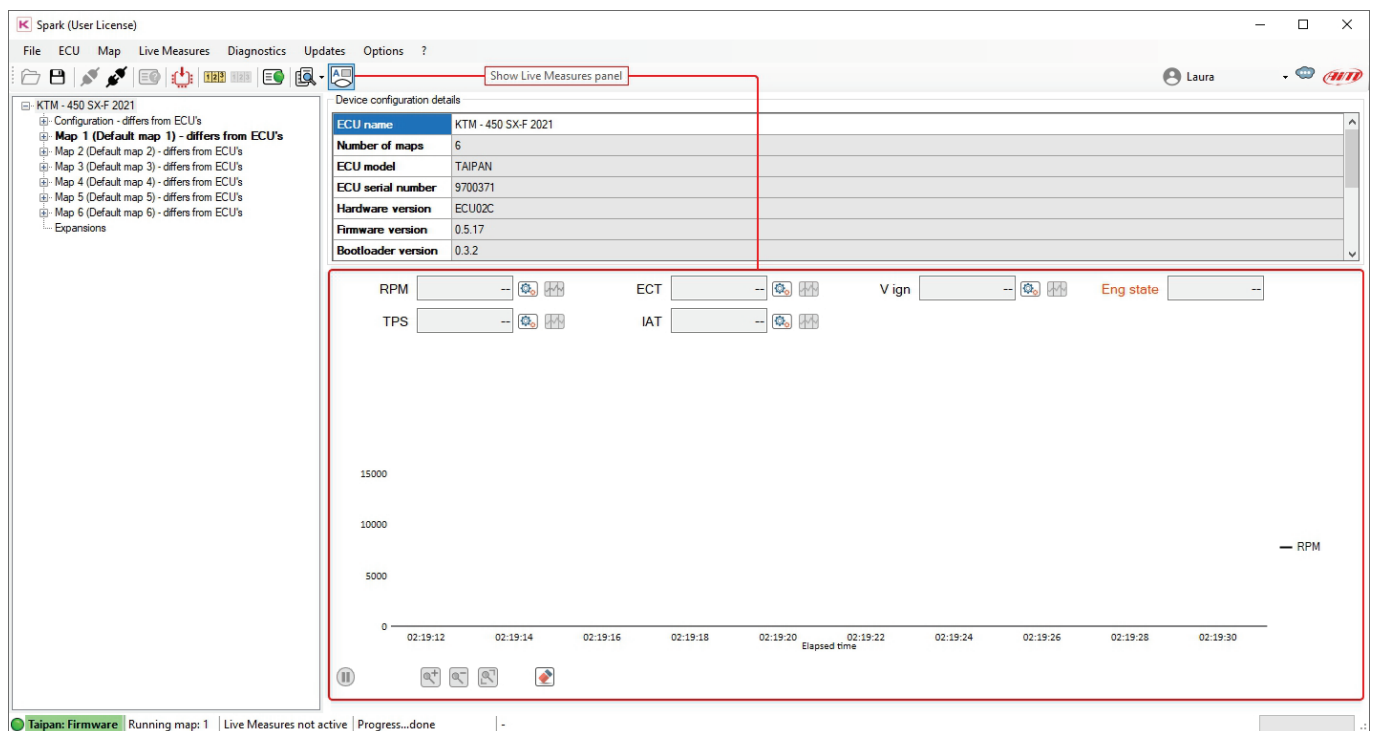 K Spark (User License)
File ECU Map Live Measures Diagnostics Updates Options ?
Show Live Measures panel
Laura
AiM
KTM - 450 SX-F 2021
Configuration - differs from ECU's
Map 1 (Default map 1) - differs from ECU's
Map 2 (Default map 2) - differs from ECU's
Map 3 (Default map 3) - differs from ECU's
Map 4 (Default map 4) - differs from ECU's
Map 5 (Default map 5) - differs from ECU's
Map 6 (Default map 6) - differs from ECU's
Expansions
Device configuration details
ECU name KTM - 450 SX-F 2021
Number of maps 6
ECU model TAIPAN
ECU serial number 9700371
Hardware version ECU02C
Firmware version 0.5.17
Bootloader version 0.3.2
RPM -- ECT -- V ign -- Eng state --
TPS -- IAT --
15000
10000
5000
0
RPM
02:19:12 02:19:14 02:19:16 02:19:18 02:19:20 02:19:22 02:19:24 02:19:26 02:19:28 02:19:30
Elapsed time
Taipan: Firmware Running map: 1 Live Measures not active Progress...done -